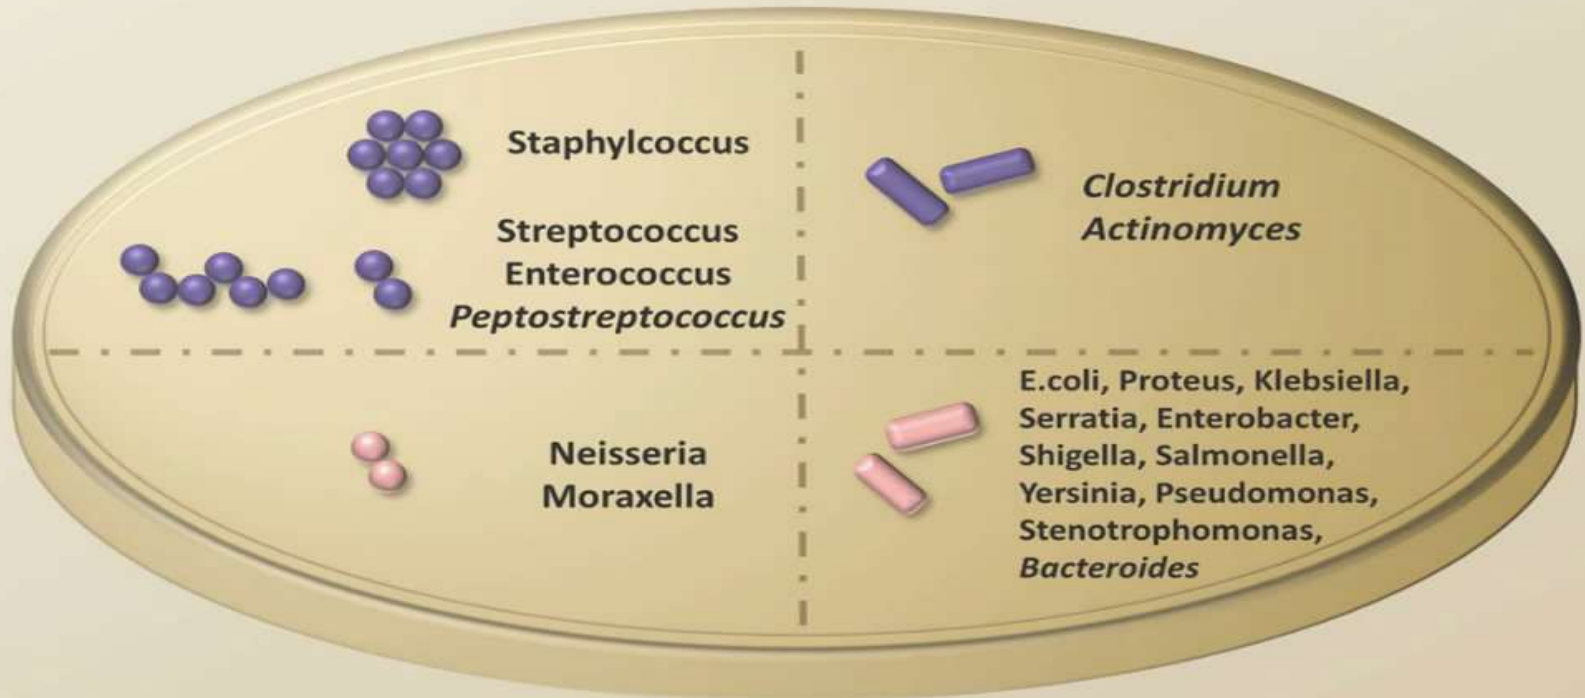 Staphylcoccus
Streptococcus
Enterococcus
Peptostreptococcus
Clostridium
Actinomyces
Neisseria
Moraxella
E.coli, Proteus, Klebsiella,
Serratia, Enterobacter,
Shigella, Salmonella,
Yersinia, Pseudomonas,
Stenotrophomonas,
Bacteroides